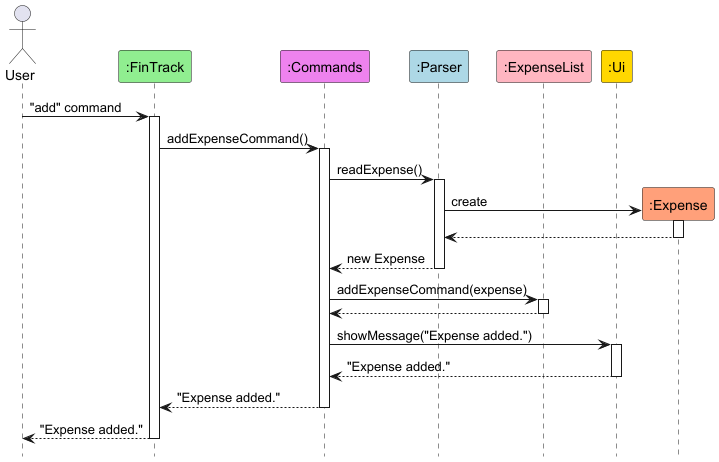 User
:FinTrack
:Commands
:Parser
:ExpenseList
:Ui
"add" command
addExpenseCommand()
readExpense()
create
:Expense
new Expense
addExpenseCommand(expense)
showMessage("Expense added.")
"Expense added."
"Expense added."
"Expense added."